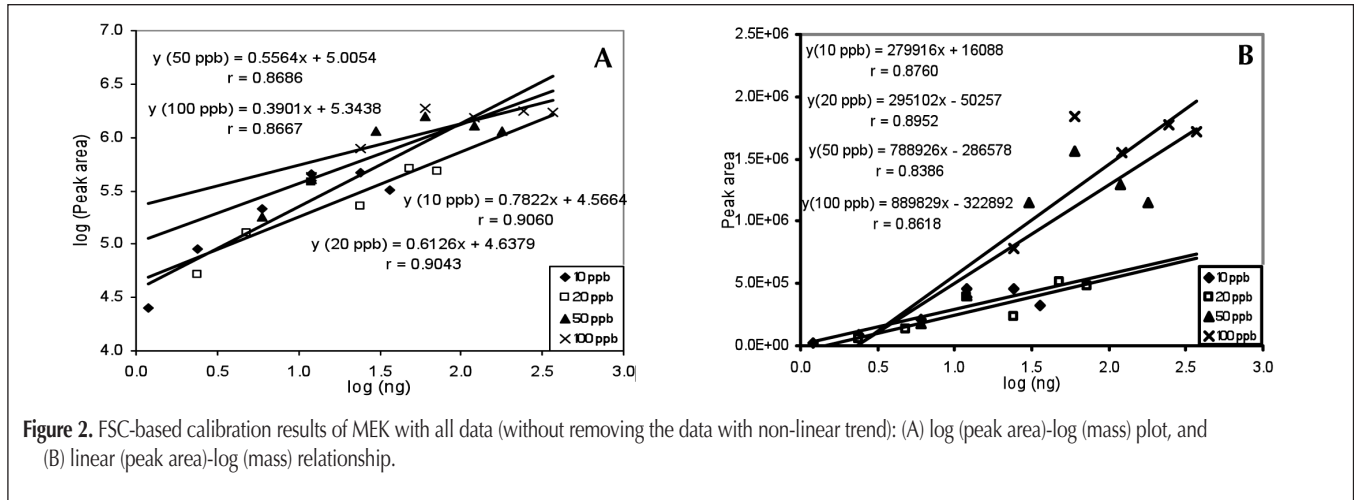 7.0
6.5
6.0
5.5
5.0
4.5
4.0
log (Peak area)
y (50 ppb) = 0.5564x + 5.0054
r = 0.8686
A
y (100 ppb) = 0.3901x + 5.3438
r = 0.8667
y (10 ppb) = 0.7822x + 4.5664
r = 0.9060
y (20 ppb) = 0.6126x + 4.6379
r = 0.9043
10 ppb
20 ppb
50 ppb
100 ppb
0.0 0.5 1.0 1.5 2.0 2.5 3.0
log (ng)
2.5E+06
2.0E+06
1.5E+06
1.0E+06
5.0E+05
0.0E+00
Peak area
y(10 ppb) = 279916x + 16088
r = 0.8760
B
y(20 ppb) = 295102x - 50257
r = 0.8952
y(50 ppb) = 788926x - 286578
r = 0.8386
y(100 ppb) = 889829x - 322892
r = 0.8618
10 ppb
20 ppb
50 ppb
100 ppb
0.0 0.5 1.0 1.5 2.0 2.5 3.0
log (ng)
Figure 2. FSC-based calibration results of MEK with all data (without removing the data with non-linear trend): (A) log (peak area)-log (mass) plot, and
(B) linear (peak area)-log (mass) relationship.